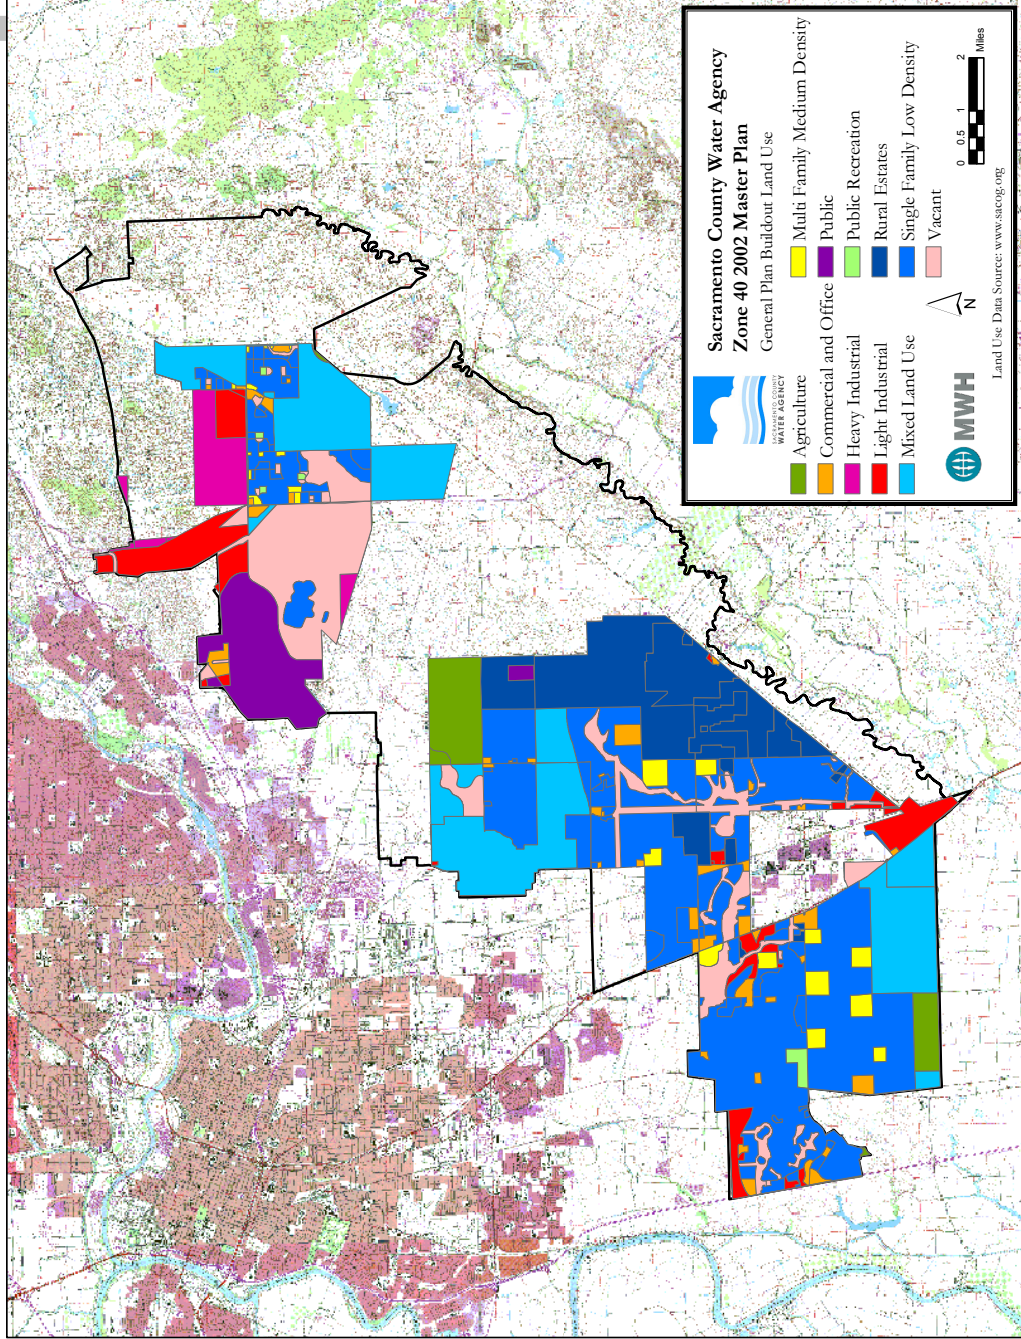 Sacramento County Water Agency
Zone 40 2002 Master Plan
General Plan Buildout Land Use
SACRAMENTO COUNTY
WATER AGENCY
Agriculture
Commercial and Office
Heavy Industrial
Light Industrial
Mixed Land Use
Multi Family Medium Density
Public
Public Recreation
Rural Estates
Single Family Low Density
Vacant
MWH
N
0 0.5 1 2
Miles
Land Use Data Source: www.sacog.org